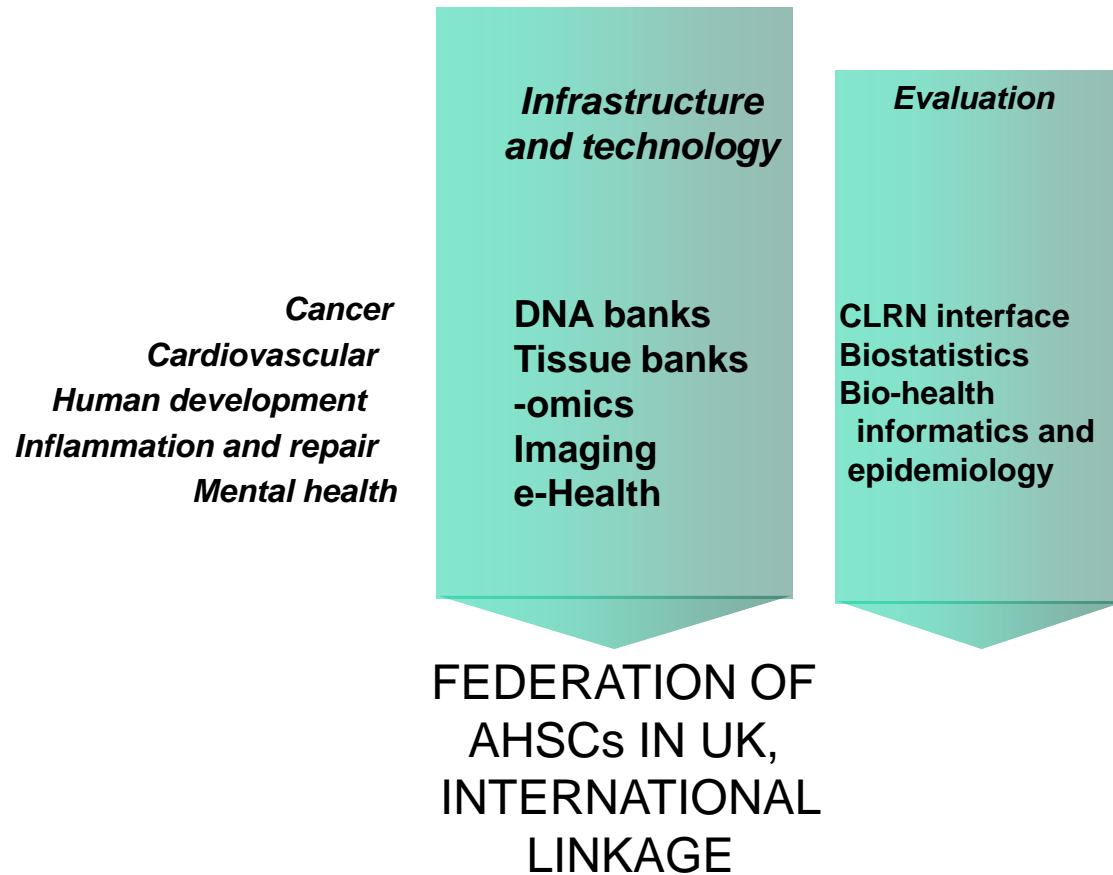 Infrastructure
and technology
Evaluation
Cancer
Cardiovascular
Human development
Inflammation and repair
Mental health
DNA banks
Tissue banks
-omics
Imaging
e-Health
CLRN interface
Biostatistics
Bio-health
informatics and
epidemiology
FEDERATION OF
AHSCs IN UK,
INTERNATIONAL
LINKAGE